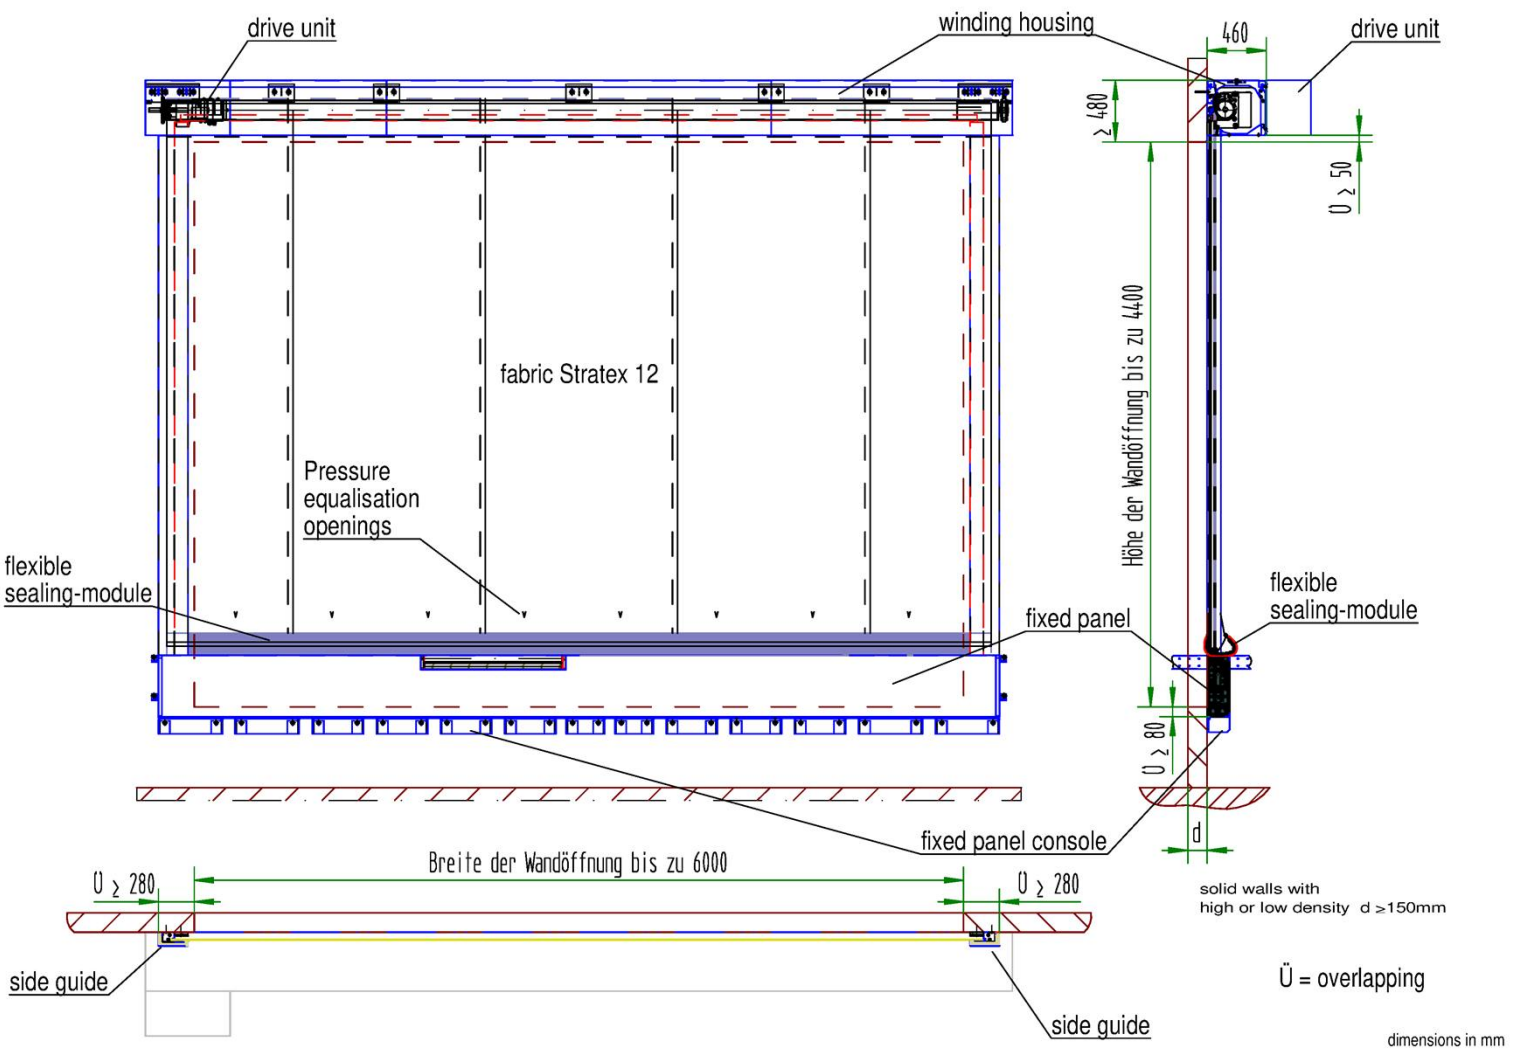 drive unit
winding housing
460
drive unit
≥ 480
Ü ≥ 50
Höhe der Wandöffnung bis zu 4400
fabric Stratex 12
Pressure
equalisation
openings
flexible
sealing-module
flexible
sealing-module
fixed panel
Ü ≥ 80
d
fixed panel console
Breite der Wandöffnung bis zu 6000
Ü ≥ 280
Ü ≥ 280
solid walls with
high or low density d ≥150mm
side guide
side guide
Ü = overlapping
dimensions in mm